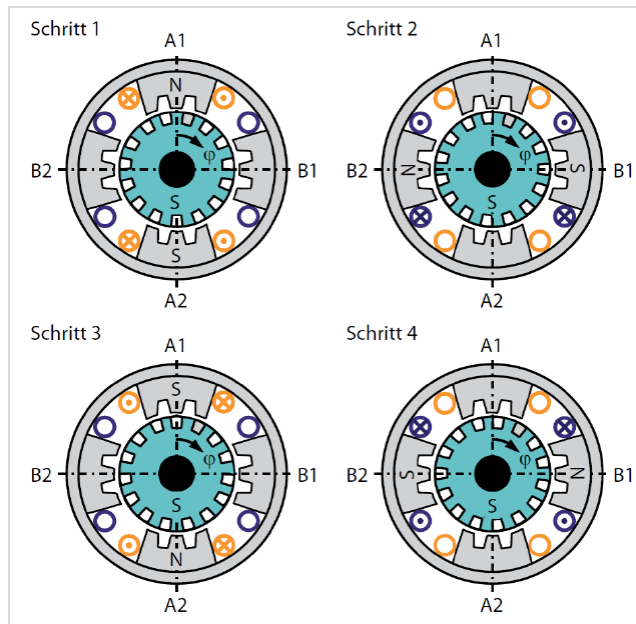 Schritt 1
A1
N
φ
B2
B1
S
S
A2
Schritt 2
A1
N
φ
S
B2
B1
S
A2
Schritt 3
A1
S
φ
B2
B1
S
N
A2
Schritt 4
A1
S
φ
N
B2
B1
S
A2